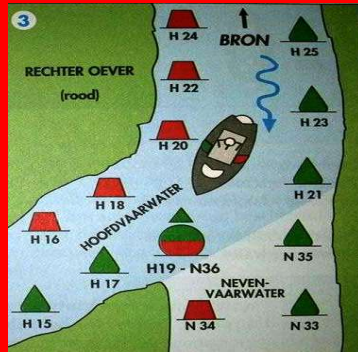 3
H 24
BRON
H 25
RECHTER OEVER
(rood)
H 22
H 23
H 20
H 21
H 18
HOOFDVAARWATER
H 16
H 17
H19 - N36
N 35
NEVEN-
VAARWATER
H 15
N 34
N 33